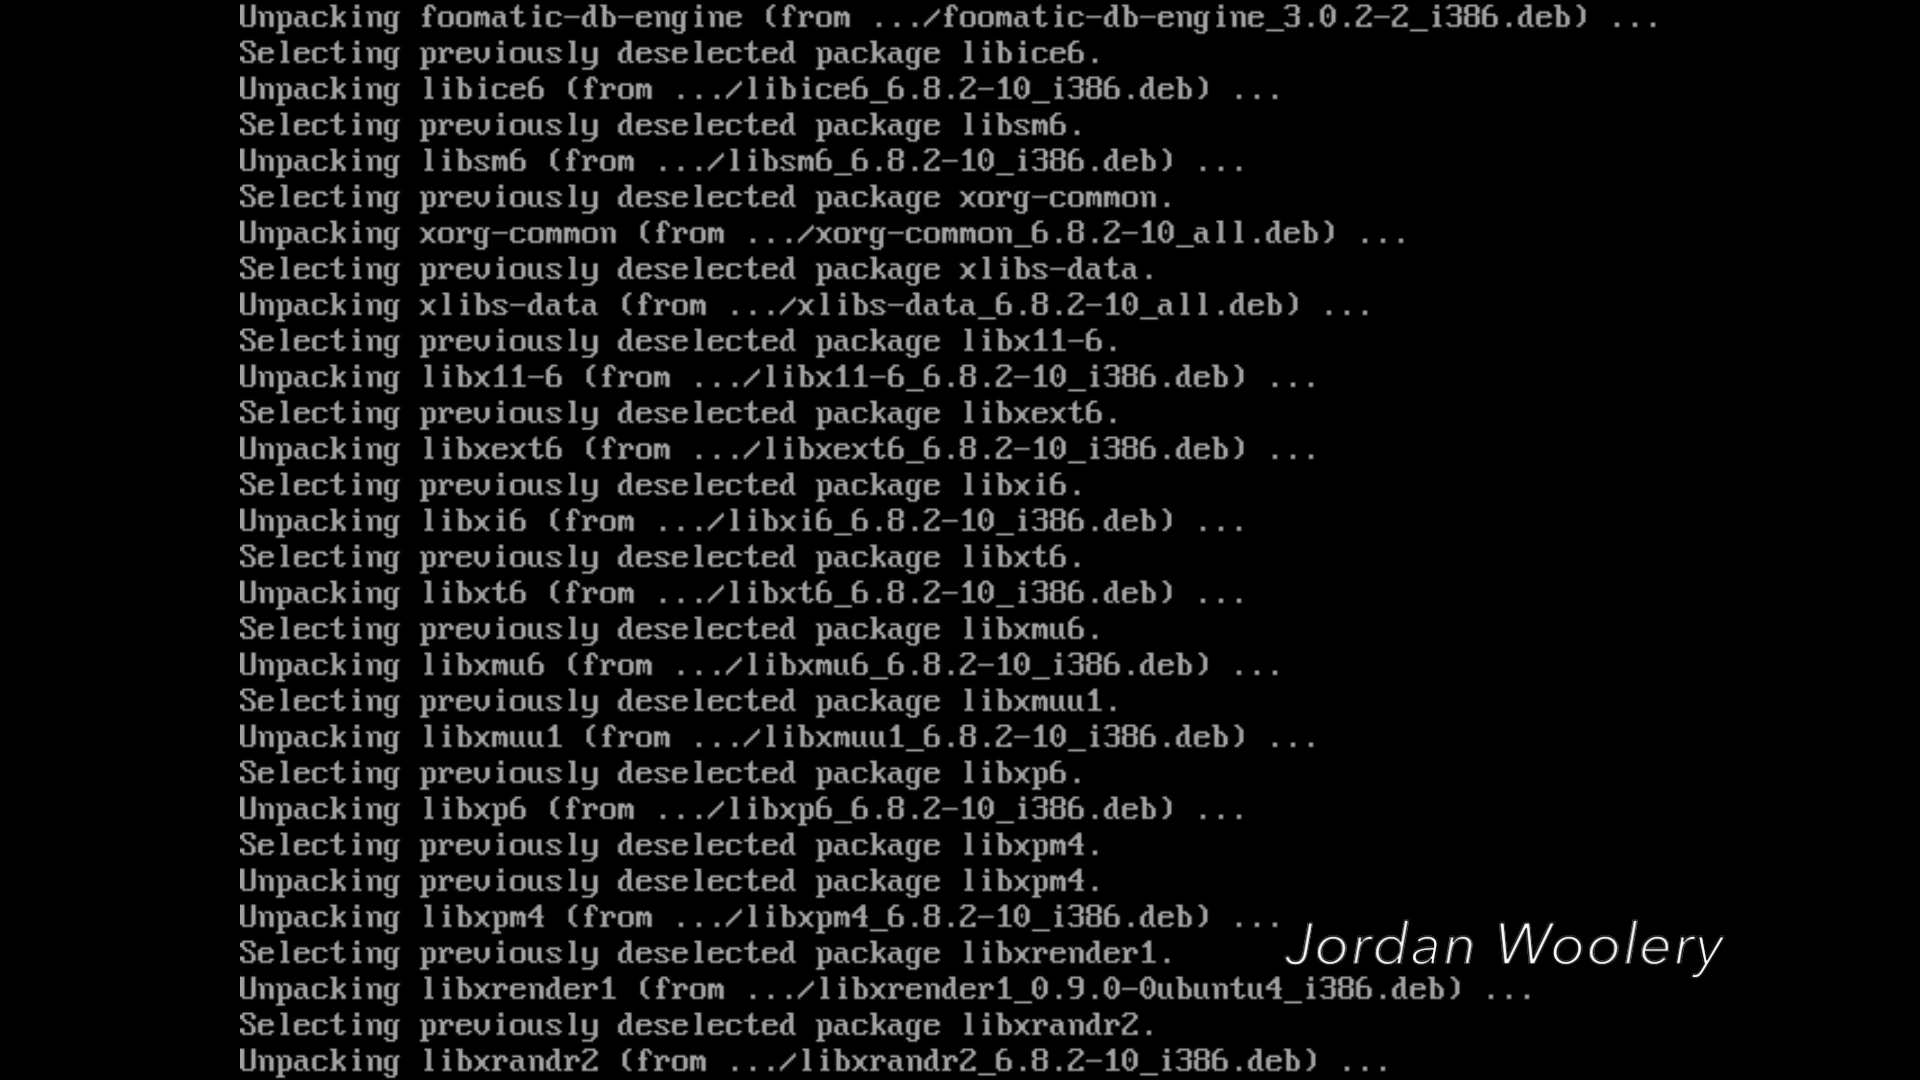 Unpacking foomatic-db-engine (from .../foomatic-db-engine_3.0.2-2_i386.deb) ...
Selecting previously deselected package libice6.
Unpacking libice6 (from .../libice6_6.8.2-10_i386.deb) ...
Selecting previously deselected package libsm6.
Unpacking libsm6 (from .../libsm6_6.8.2-10_i386.deb) ...
Selecting previously deselected package xorg-common.
Unpacking xorg-common (from .../xorg-common_6.8.2-10_all.deb) ...
Selecting previously deselected package xlibs-data.
Unpacking xlibs-data (from .../xlibs-data_6.8.2-10_all.deb) ...
Selecting previously deselected package libx11-6.
Unpacking libx11-6 (from .../libx11-6_6.8.2-10_i386.deb) ...
Selecting previously deselected package libxext6.
Unpacking libxext6 (from .../libxext6_6.8.2-10_i386.deb) ...
Selecting previously deselected package libxi6.
Unpacking libxi6 (from .../libxi6_6.8.2-10_i386.deb) ...
Selecting previously deselected package libxt6.
Unpacking libxt6 (from .../libxt6_6.8.2-10_i386.deb) ...
Selecting previously deselected package libxmu6.
Unpacking libxmu6 (from .../libxmu6_6.8.2-10_i386.deb) ...
Selecting previously deselected package libxmuu1.
Unpacking libxmuu1 (from .../libxmuu1_6.8.2-10_i386.deb) ...
Selecting previously deselected package libxp6.
Unpacking libxp6 (from .../libxp6_6.8.2-10_i386.deb) ...
Selecting previously deselected package libxpm4.
Unpacking previously deselected package libxpm4.
Unpacking libxpm4 (from .../libxpm4_6.8.2-10_i386.deb) ...
Jordan Woolery
Selecting previously deselected package libxrender1.
Unpacking libxrender1 (from .../libxrender1_0.9.0-0ubuntu4_i386.deb) ...
Selecting previously deselected package libxrandr2.
Unpacking libxrandr2 (from .../libxrandr2_6.8.2-10_i386.deb) ...